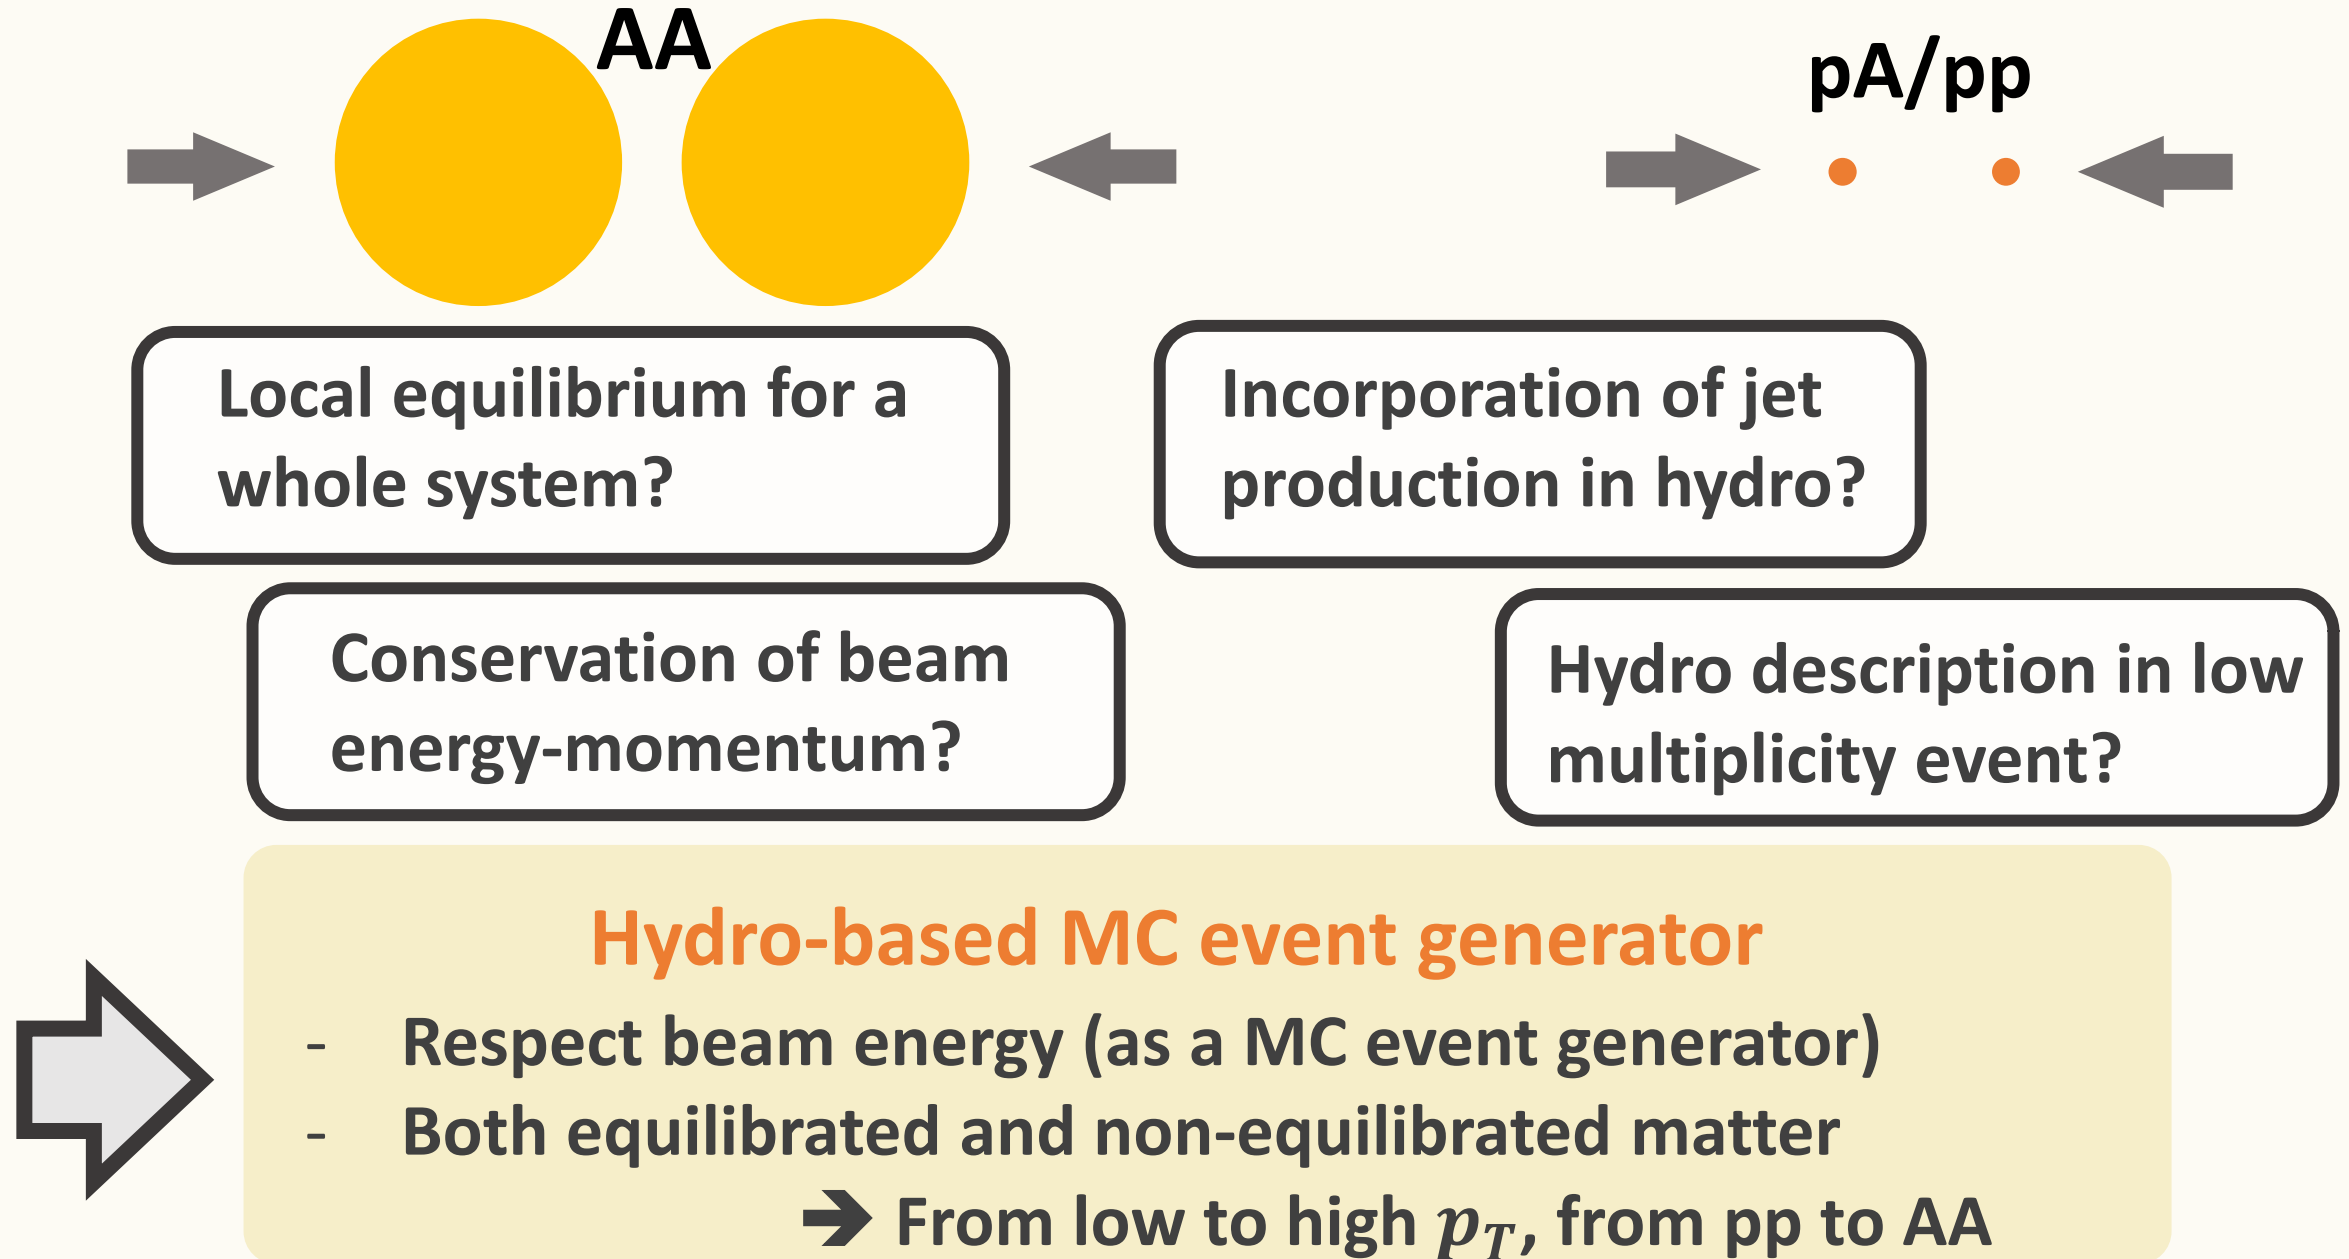 AA
pA/pp
Local equilibrium for a
whole system?
Incorporation of jet
production in hydro?
Conservation of beam
energy-momentum?
Hydro description in low
multiplicity event?
Hydro-based MC event generator
- Respect beam energy (as a MC event generator)
- Both equilibrated and non-equilibrated matter
➔ From low to high $p_T$, from pp to AA